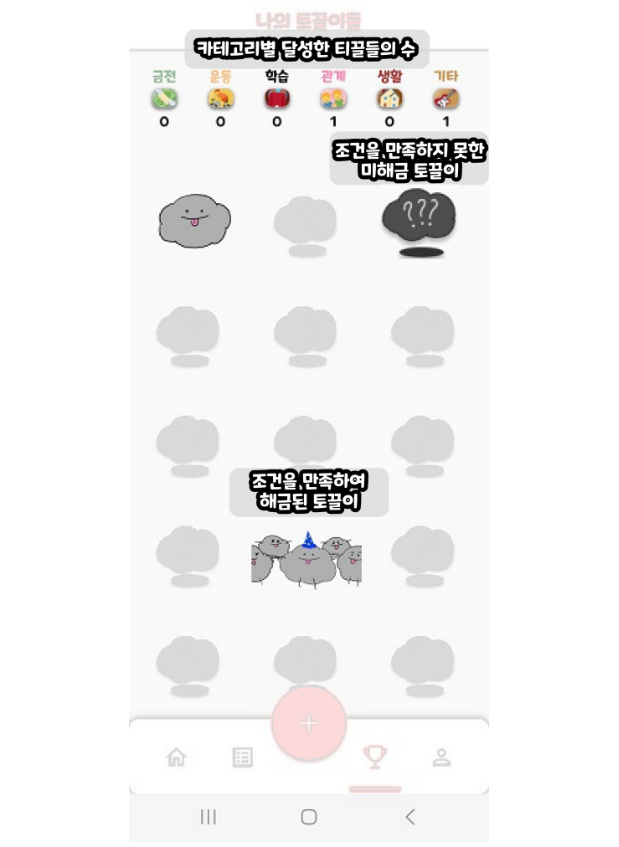 나의 토끌이들
카테고리별 달성한 티끌들의 수
금전 운동 학습 관계 생활 기타
0 0 0 1 0 1
조건을 만족하지 못한
미해금 토끌이
???
조건을 만족하여
해금된 토끌이